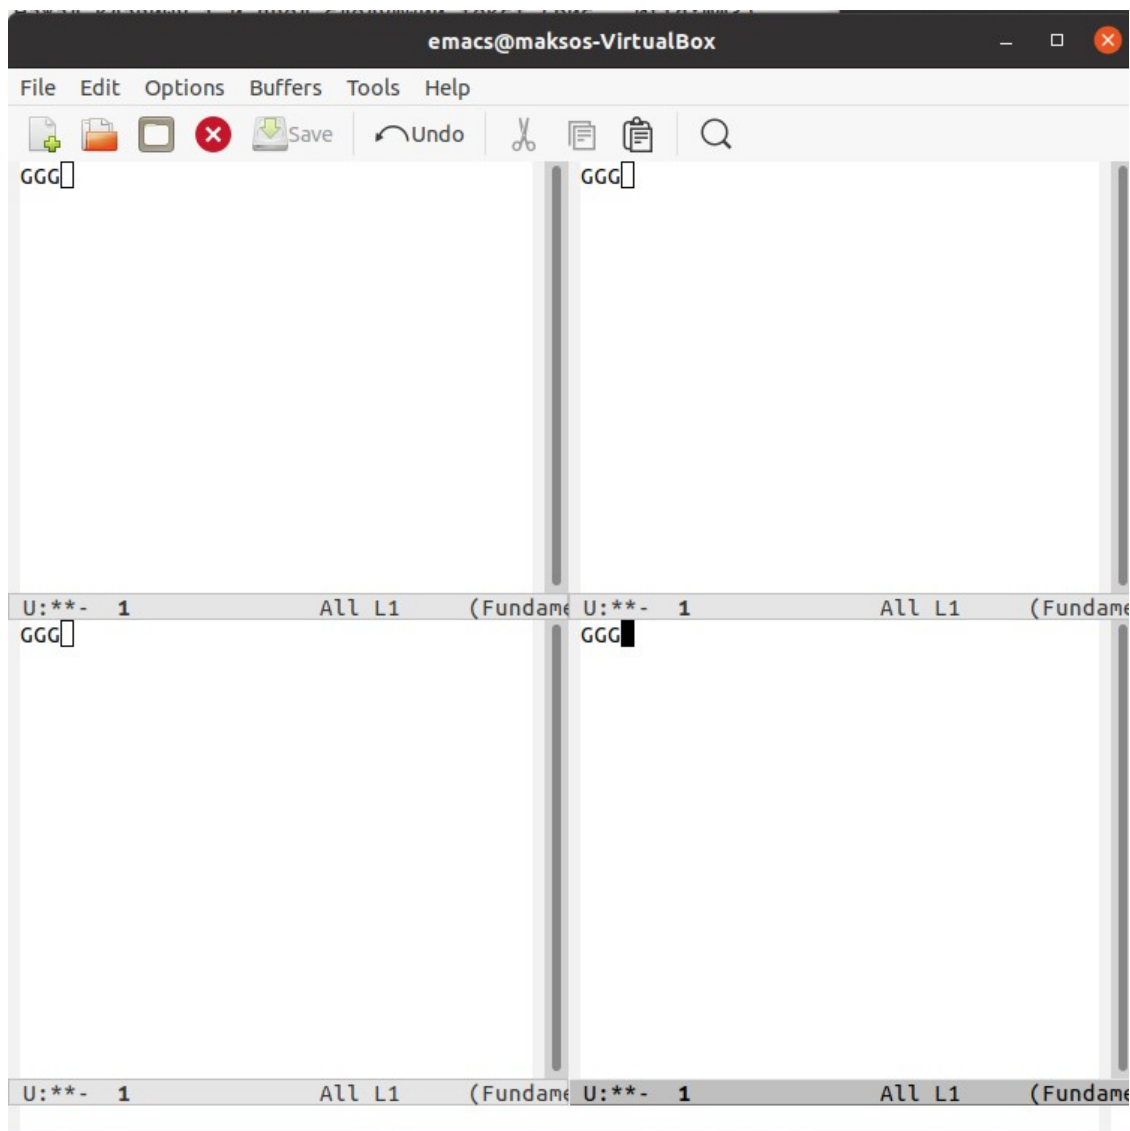 emacs@maksos-VirtualBox
File Edit Options Buffers Tools Help
Save Undo
GGG
GGG
U:**- 1 All L1 (Fundame
U:**- 1 All L1 (Fundame
GGG
GGG
U:**- 1 All L1 (Fundame
U:**- 1 All L1 (Fundame